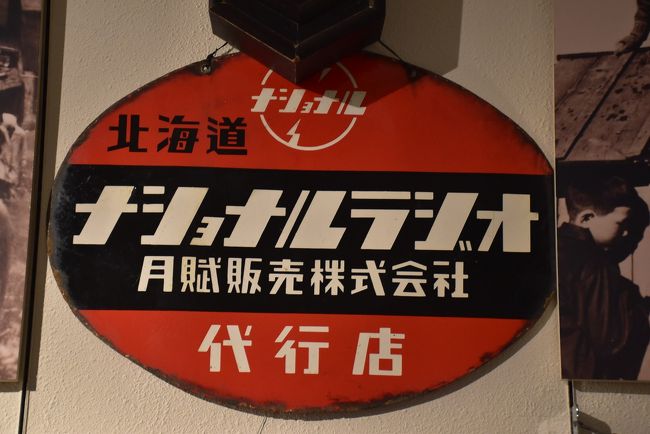 ナショナル
北海道
ナショナルラジオ
月賦販売株式会社
代行店